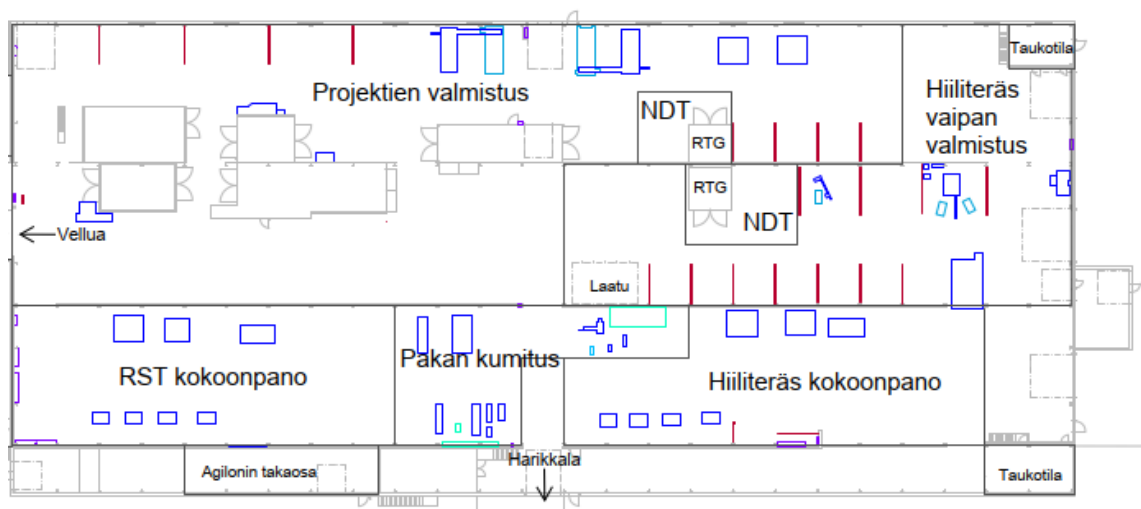 Taukotila
Projektien valmistus
NDT
Hiiliteräs
vaipan
valmistus
RTG
RTG
NDT
Vellua
Laatu
Pakan kumitus
RST kokoonpano
Hiiliteräs kokoonpano
Harikkala
Agilonin takaosa
Taukotila